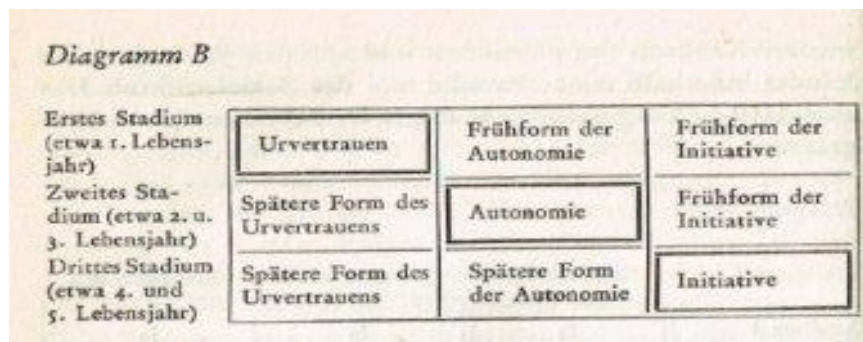 Diagramm B
Erstes Stadium
(etwa 1. Lebens-
jahr)
Urvertrauen
Frühform der
Autonomie
Frühform der
Initiative
Zweites Sta-
dium (etwa 2. u.
3. Lebensjahr)
Spätere Form des
Urvertrauens
Autonomie
Frühform der
Initiative
Drittes Stadium
(etwa 4. und
5. Lebensjahr)
Spätere Form des
Urvertrauens
Spätere Form
der Autonomie
Initiative